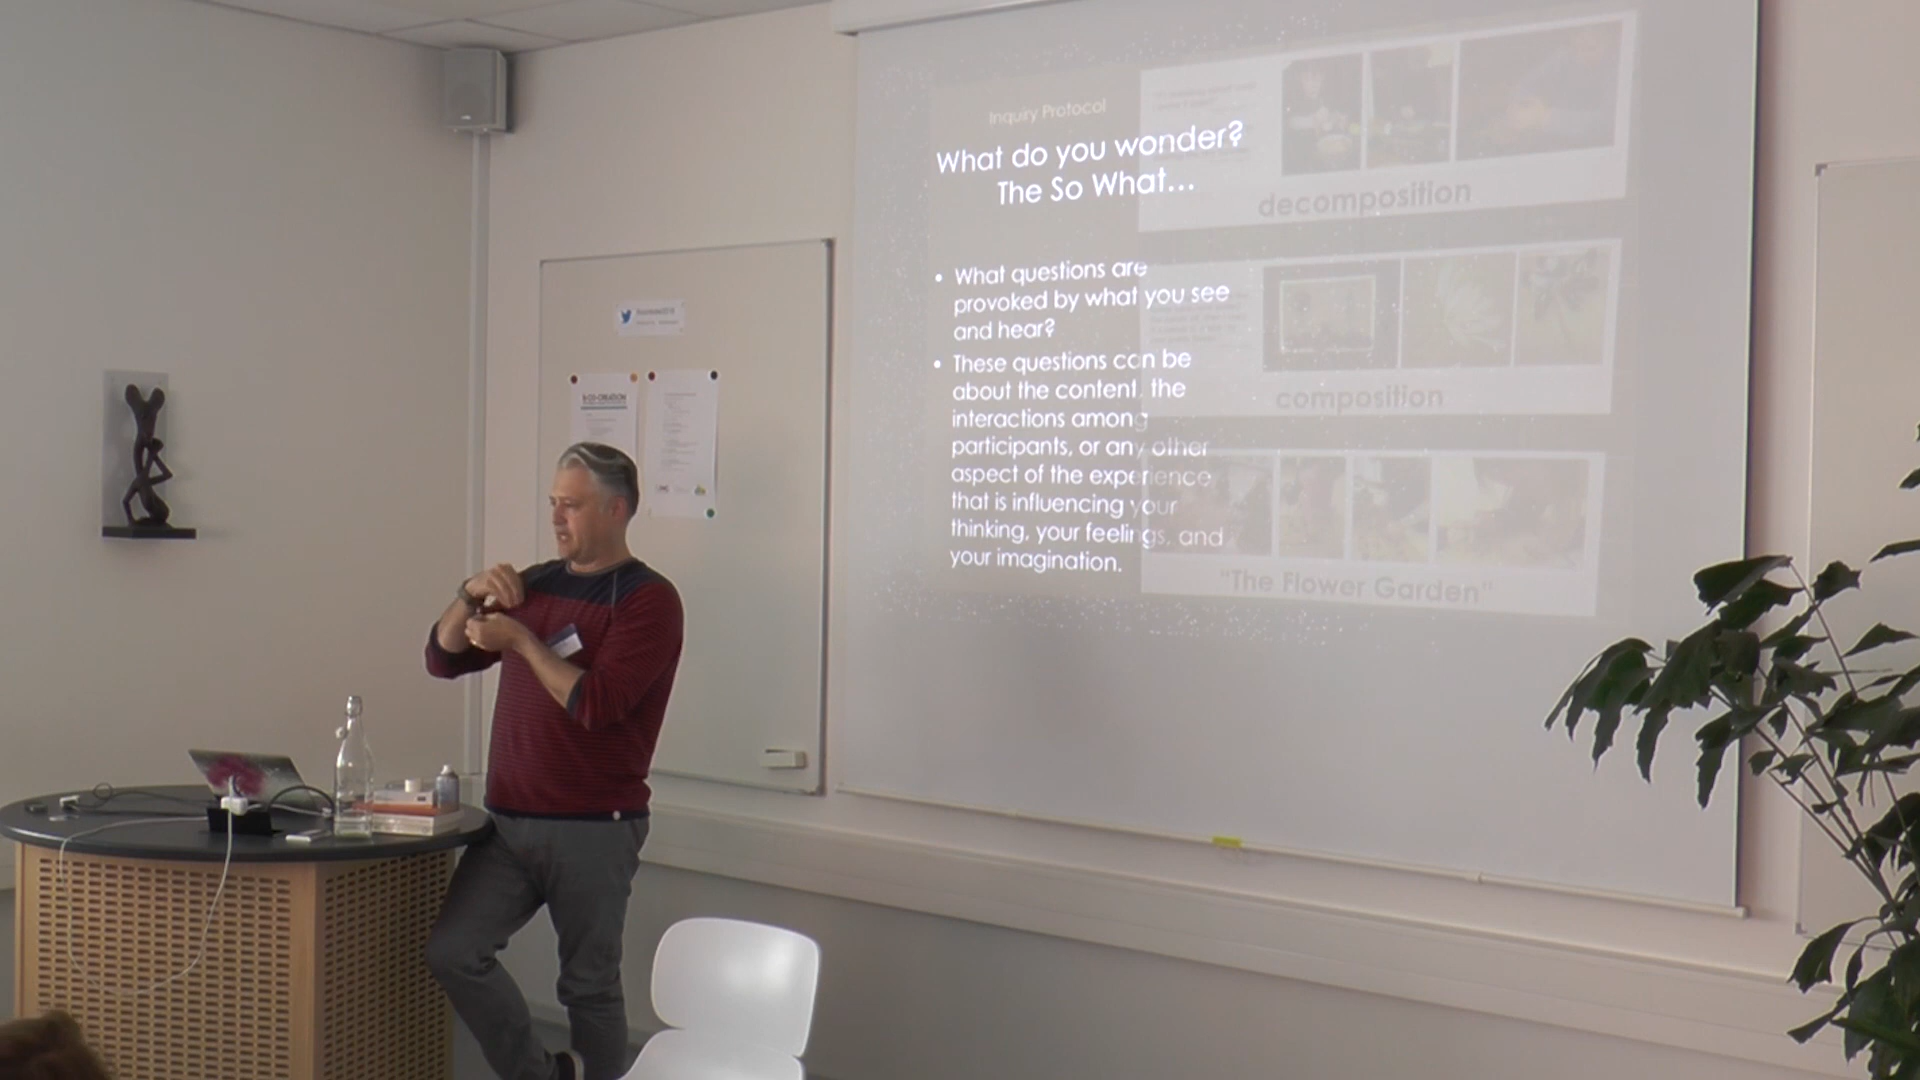 Inquiry Protocol
What do you wonder?
The So What...
• What questions are
provoked by what you see
and hear?
• These questions can be
about the content, the
interactions among
participants, or any other
aspect of the experience
that is influencing your
thinking, your feelings, and
your imagination.
decomposition
composition
"The Flower Garden"
CO-CREATION